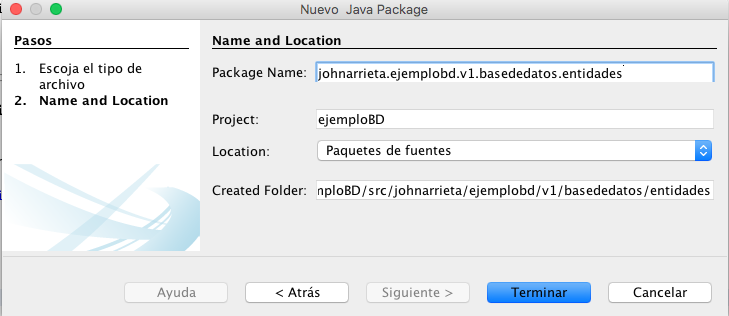 Nuevo Java Package
Pasos
1. Escoja el tipo de
archivo
2. Name and Location
Name and Location
Package Name: johnarrieta.ejemplobd.v1.basededatos.entidades
Project: ejemploBD
Location: Paquetes de fuentes
Created Folder: nploBD/src/johnarrieta/ejemplobd/v1/basededatos/entidades
Ayuda
< Atrás
Siguiente >
Terminar
Cancelar